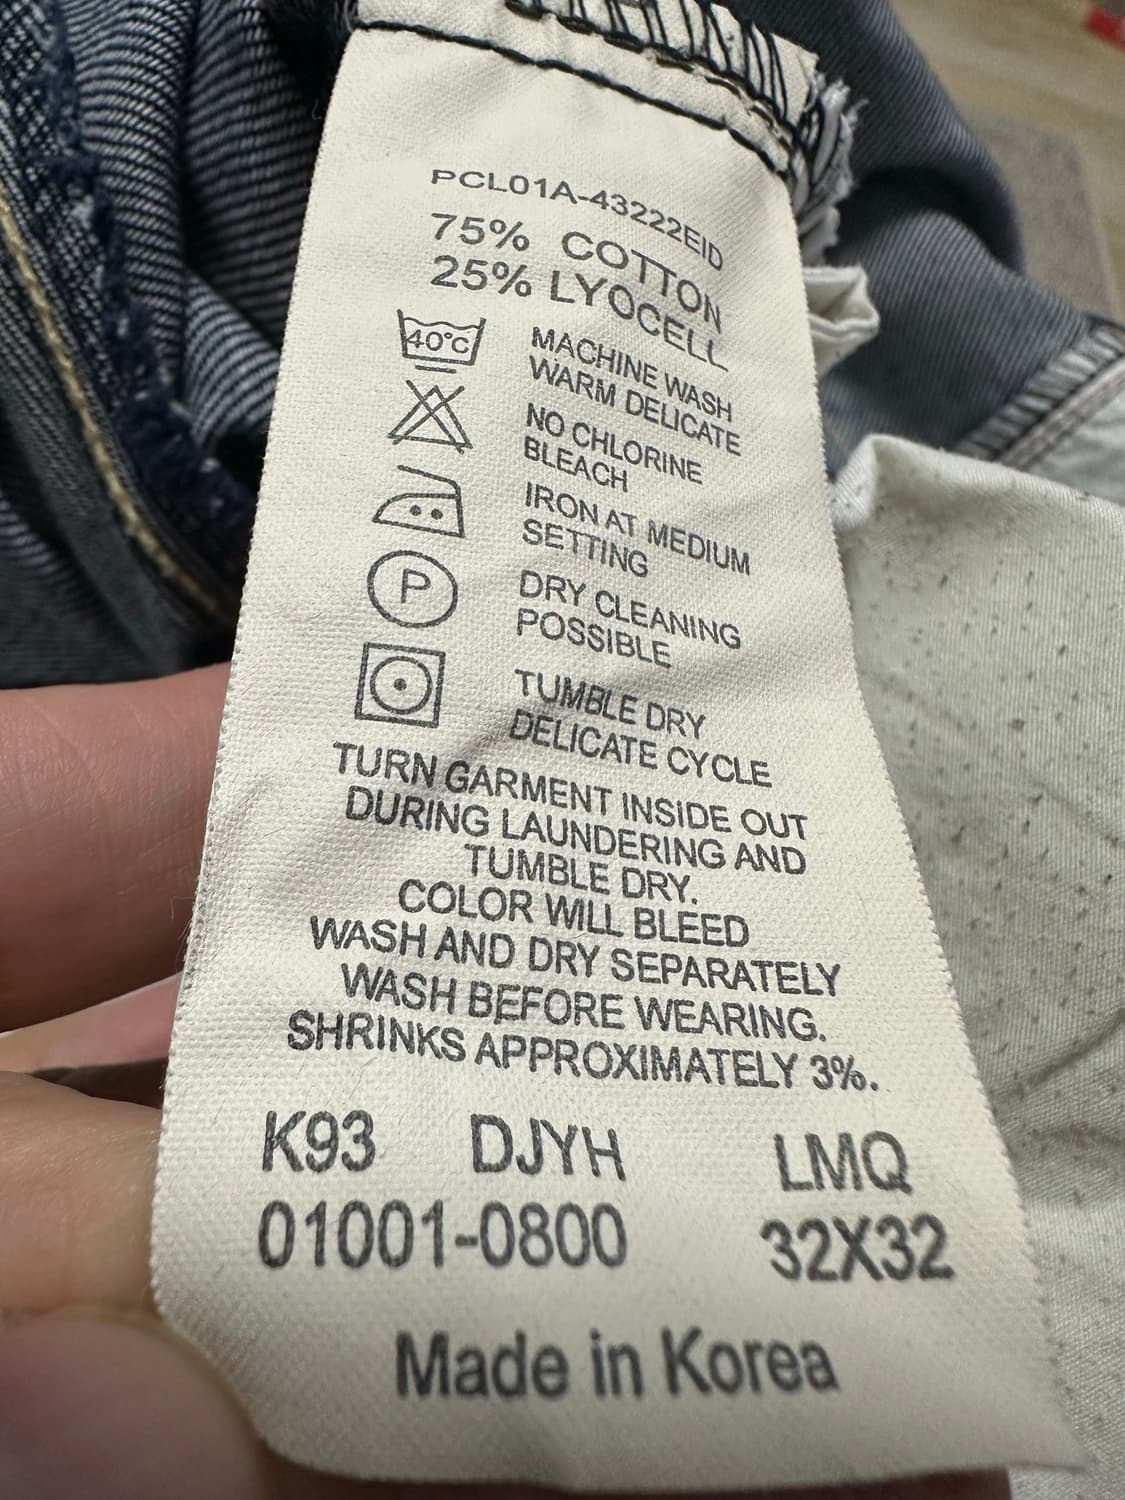 PCL01A-43222EID
75% COTTON
25% LYOCELL
40°C
MACHINE WASH
WARM DELICATE
NO CHLORINE
BLEACH
IRON AT MEDIUM
SETTING
P
DRY CLEANING
POSSIBLE
TUMBLE DRY
DELICATE CYCLE
TURN GARMENT INSIDE OUT
DURING LAUNDERING AND
TUMBLE DRY.
COLOR WILL BLEED
WASH AND DRY SEPARATELY
WASH BEFORE WEARING.
SHRINKS APPROXIMATELY 3%.
K93 DJYH LMQ
01001-0800 32X32
Made in Korea